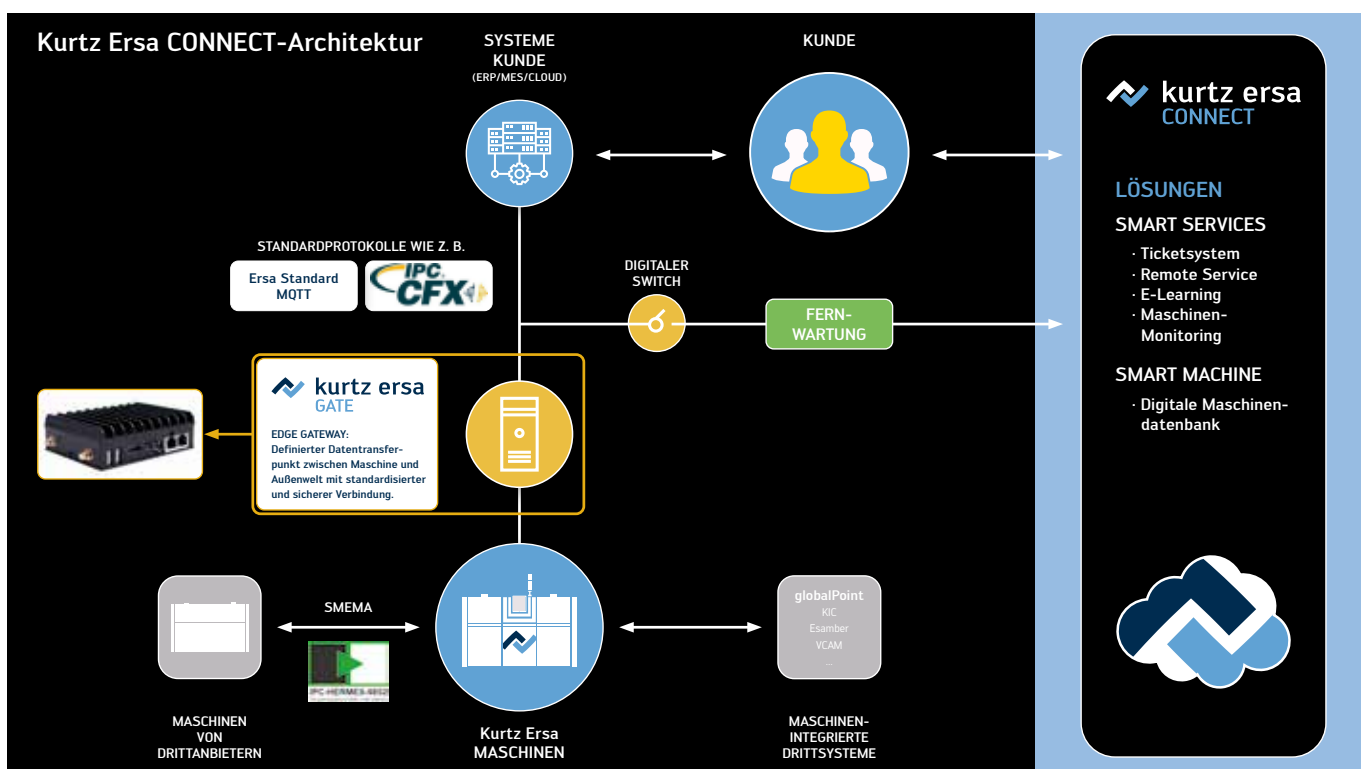 Kurtz Ersa CONNECT-Architektur
SYSTEME
KUNDE
(ERP/MES/CLOUD)
KUNDE
STANDARDPROTOKOLLE WIE Z. B.
Ersa Standard
MQTT
IPC
CFX
DIGITALER
SWITCH
FERN-
WARTUNG
kurtz ersa
GATE
EDGE GATEWAY:
Definierter Datentransfer-
punkt zwischen Maschine und
Außenwelt mit standardisierter
und sicherer Verbindung.
SMEMA
IPC-HERMES-9852
MASCHINEN
VON
DRITTANBIETERN
Kurtz Ersa
MASCHINEN
globalPoint
KIC
Esamber
VCAM
...
MASCHINEN-
INTEGRIERTE
DRITTSYSTEME
kurtz ersa
CONNECT
LÖSUNGEN
SMART SERVICES
· Ticketsystem
· Remote Service
· E-Learning
· Maschinen-
Monitoring
SMART MACHINE
· Digitale Maschinen-
datenbank